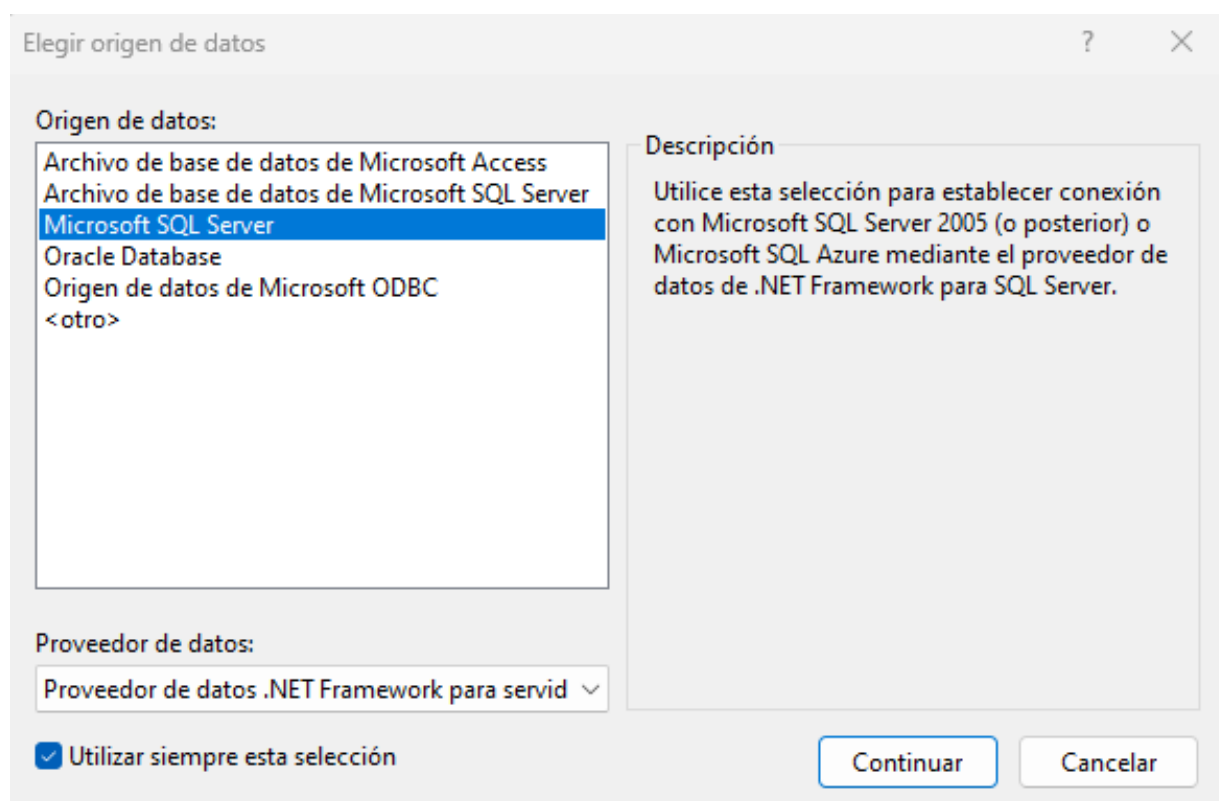 Elegir origen de datos
?
Origen de datos:
Archivo de base de datos de Microsoft Access
Archivo de base de datos de Microsoft SQL Server
Microsoft SQL Server
Oracle Database
Origen de datos de Microsoft ODBC
<otro>
Descripción
Utilice esta selección para establecer conexión
con Microsoft SQL Server 2005 (o posterior) o
Microsoft SQL Azure mediante el proveedor de
datos de .NET Framework para SQL Server.
Proveedor de datos:
Proveedor de datos .NET Framework para servid
Utilizar siempre esta selección
Continuar
Cancelar